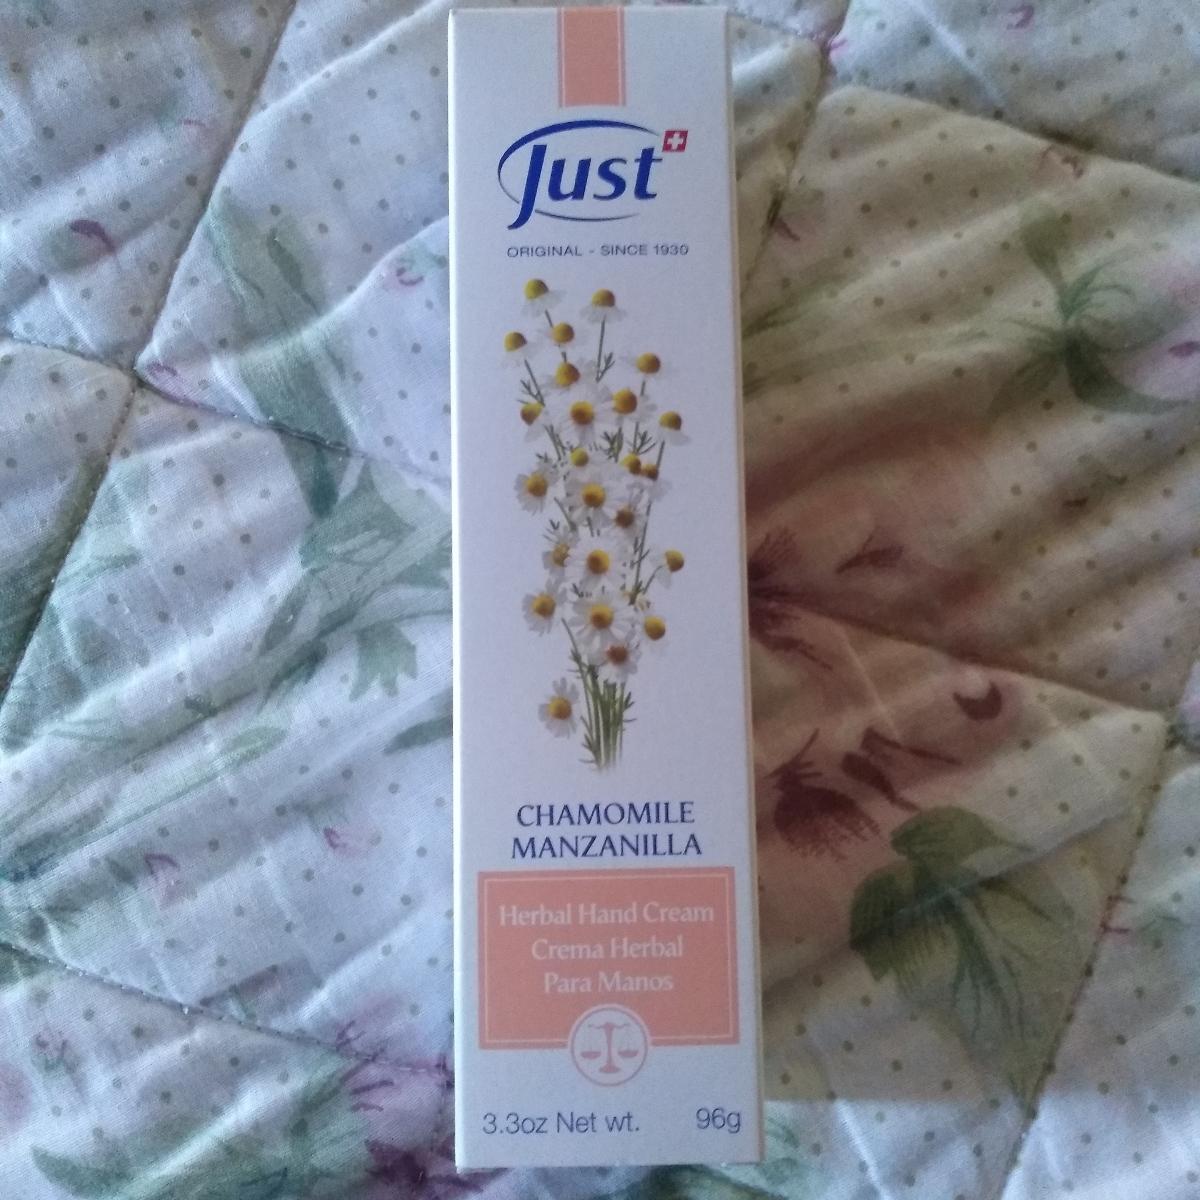 Just
ORIGINAL - SINCE 1930
CHAMOMILE
MANZANILLA
Herbal Hand Cream
Crema Herbal
Para Manos
3.3oz Net wt. 96g